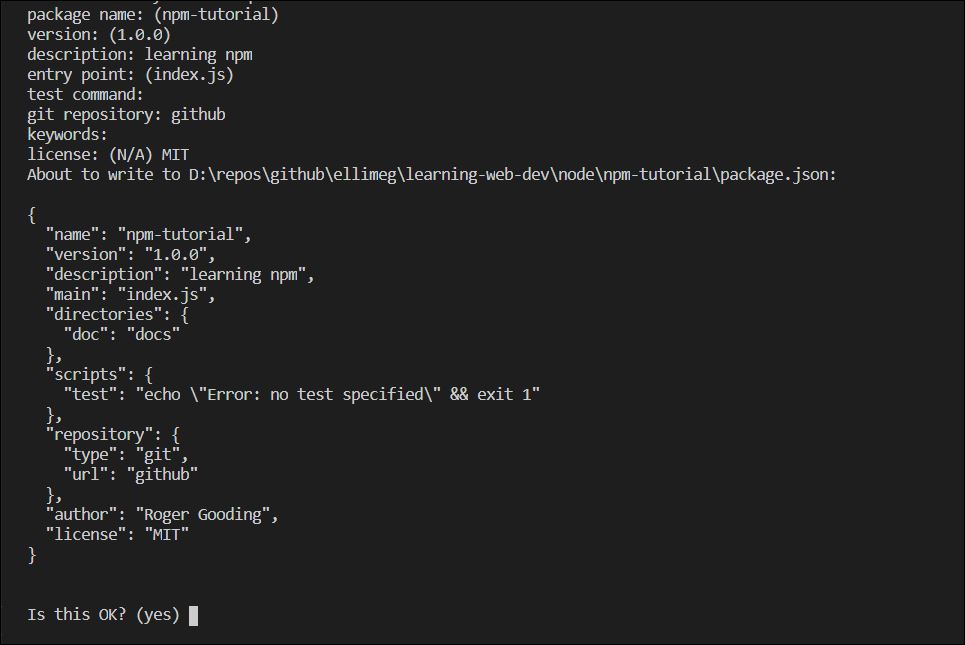 package name: (npm-tutorial)
version: (1.0.0)
description: learning npm
entry point: (index.js)
test command:
git repository: github
keywords:
license: (N/A) MIT
About to write to D:\repos\github\ellimeg\learning-web-dev\node\npm-tutorial\package.json:

{
  "name": "npm-tutorial",
  "version": "1.0.0",
  "description": "learning npm",
  "main": "index.js",
  "directories": {
    "doc": "docs"
  },
  "scripts": {
    "test": "echo \"Error: no test specified\" && exit 1"
  },
  "repository": {
    "type": "git",
    "url": "github"
  },
  "author": "Roger Gooding",
  "license": "MIT"
}

Is this OK? (yes)